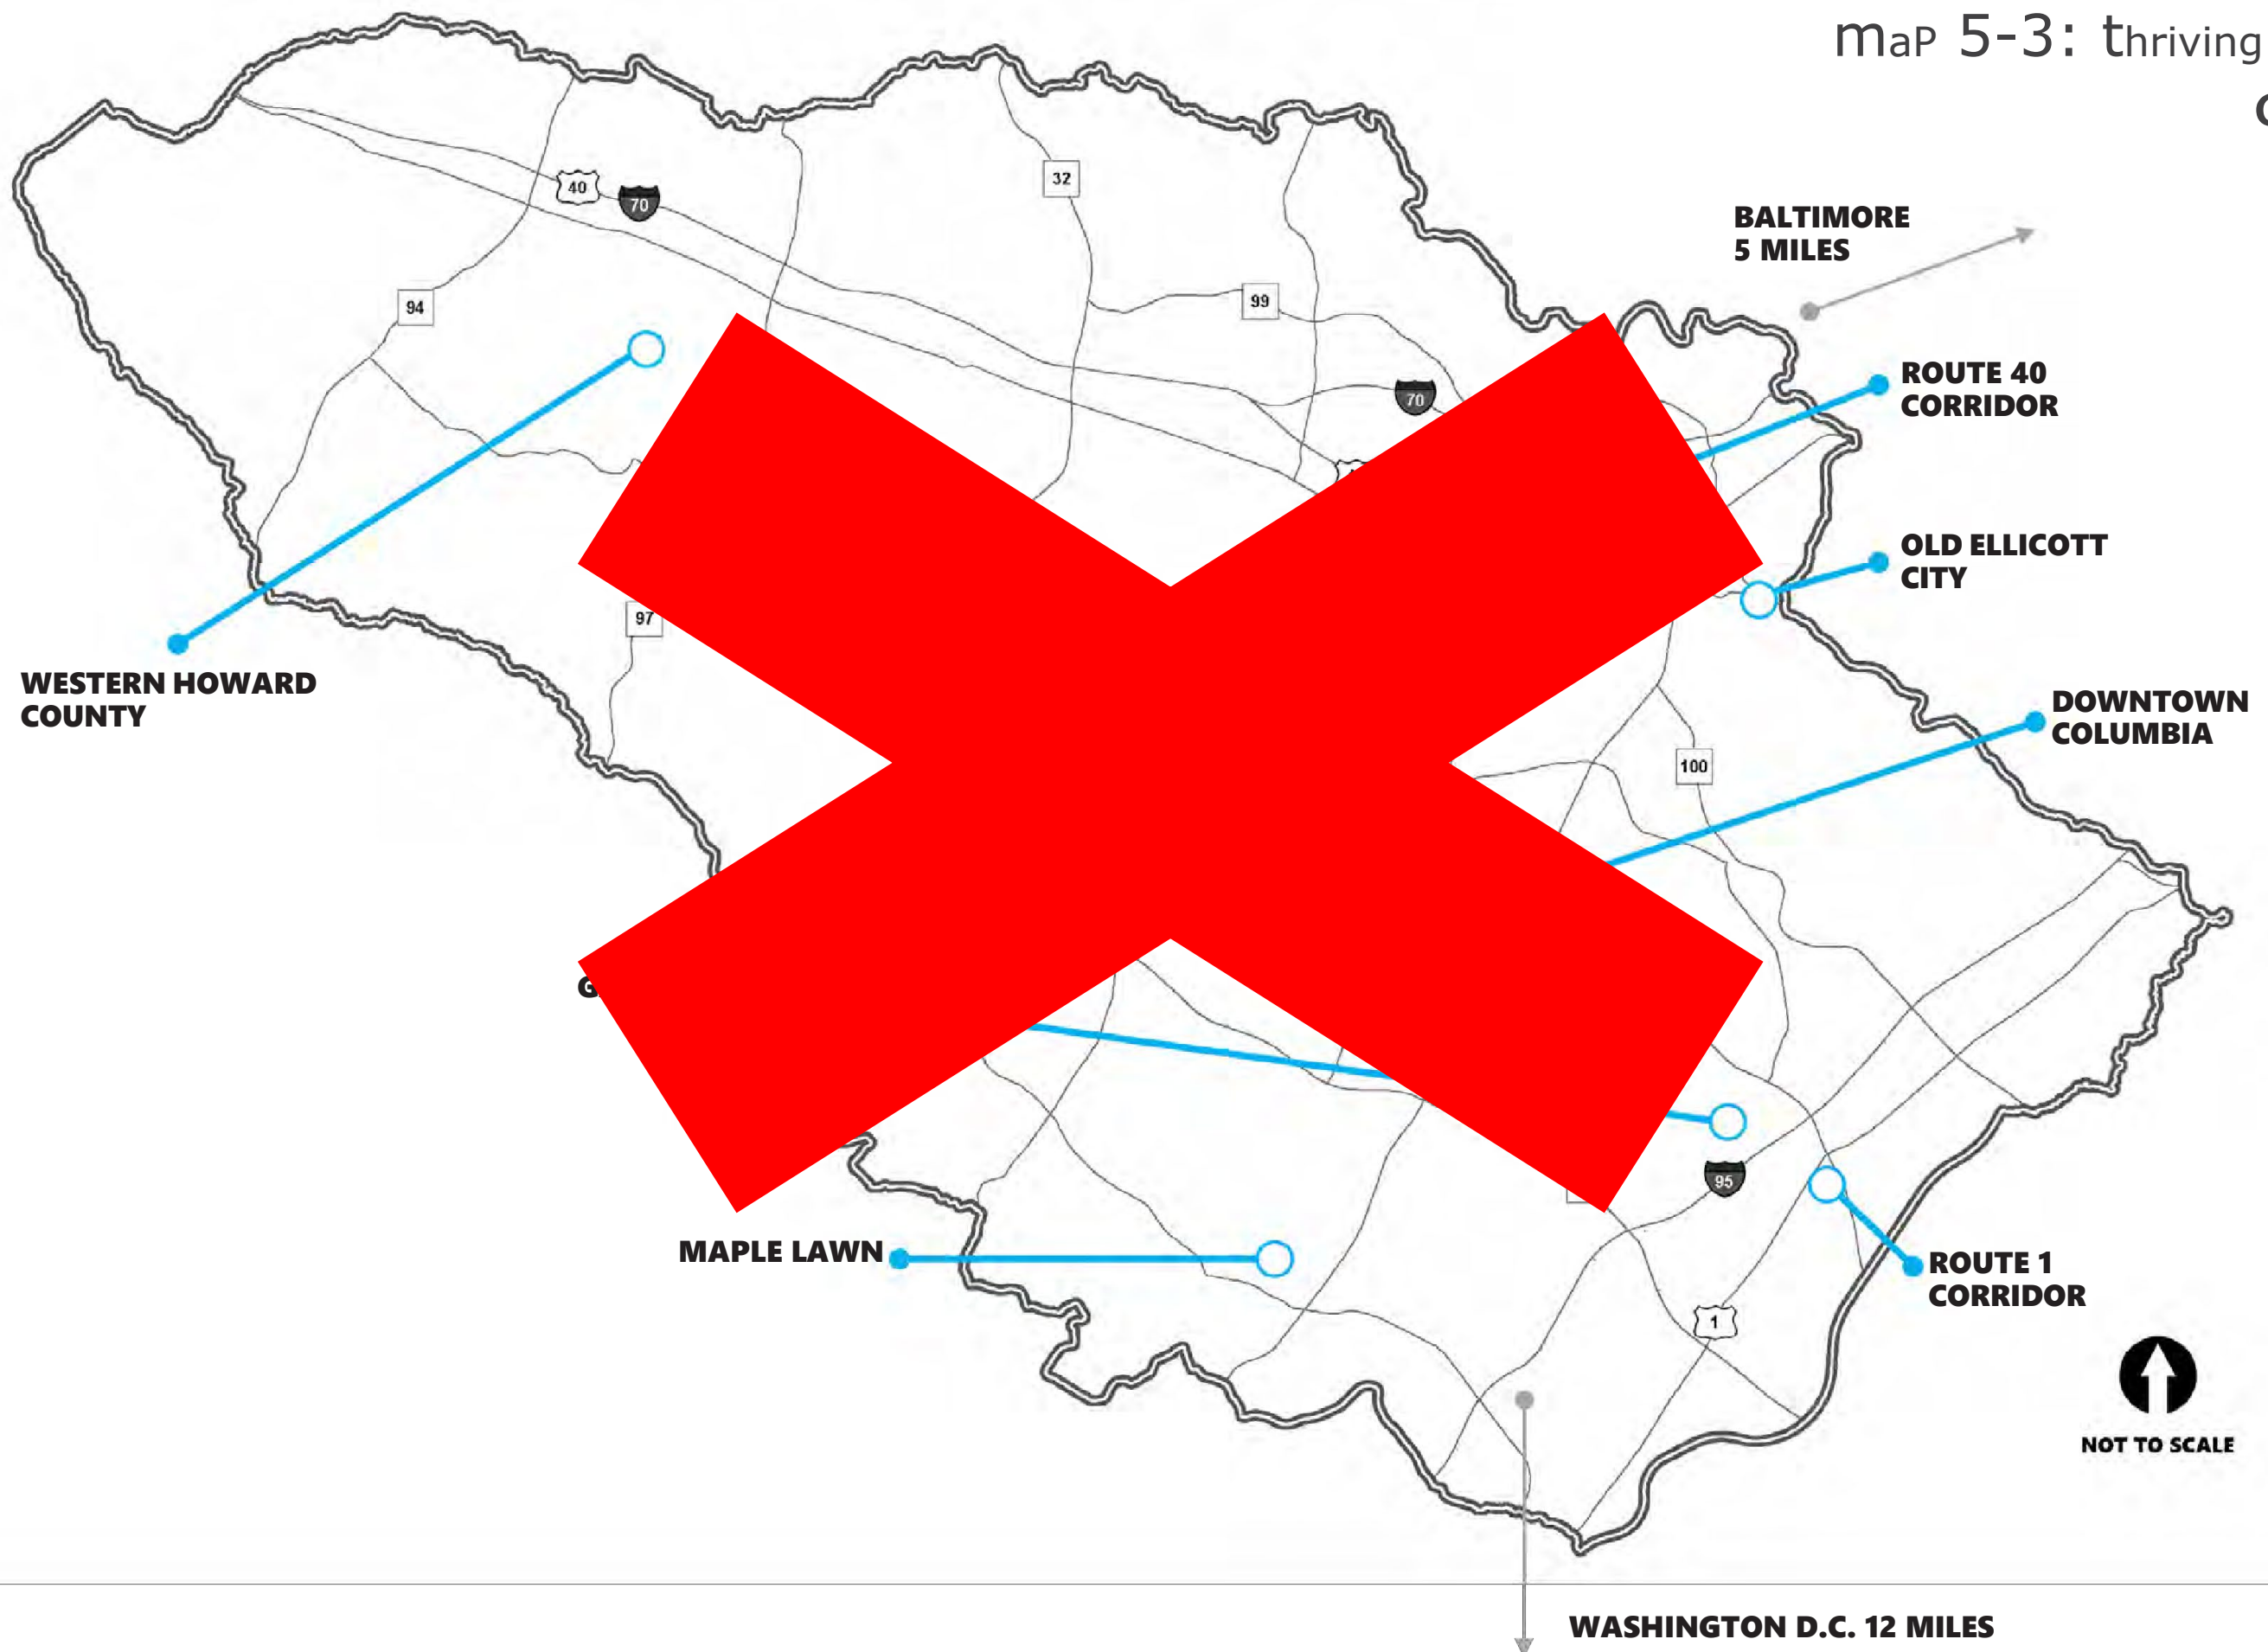 maP 5-3: thriving
40
70
32
BALTIMORE
5 MILES
94
99
ROUTE 40
CORRIDOR
70
OLD ELLICOTT
CITY
97
WESTERN HOWARD
COUNTY
DOWNTOWN
COLUMBIA
100
95
MAPLE LAWN
ROUTE 1
CORRIDOR
1
NOT TO SCALE
WASHINGTON D.C. 12 MILES